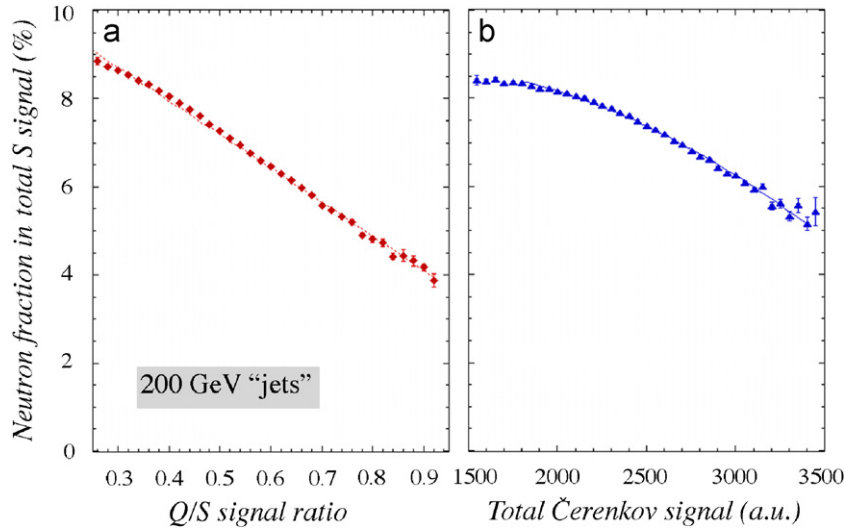 Neutron fraction in total S signal (%)
10
8
6
4
2
0
a
200 GeV “jets”
0.3 0.4 0.5 0.6 0.7 0.8 0.9
Q/S signal ratio
b
1500 2000 2500 3000 3500
Total Čerenkov signal (a.u.)